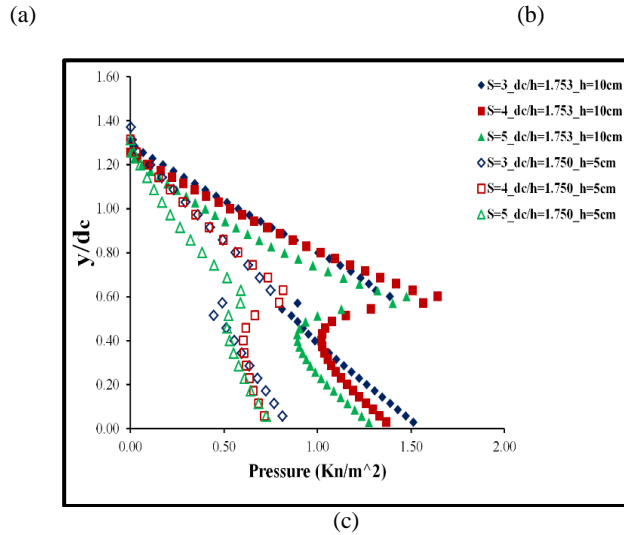 (a) (b)
1.60
1.40
1.20
1.00
0.80
0.60
0.40
0.20
0.00
y/dc
0.00 0.50 1.00 1.50 2.00
Pressure (Kn/m^2)
S=3_dc/h=1.753_h=10cm
S=4_dc/h=1.753_h=10cm
S=5_dc/h=1.753_h=10cm
S=3_dc/h=1.750_h=5cm
S=4_dc/h=1.750_h=5cm
S=5_dc/h=1.750_h=5cm
(c)